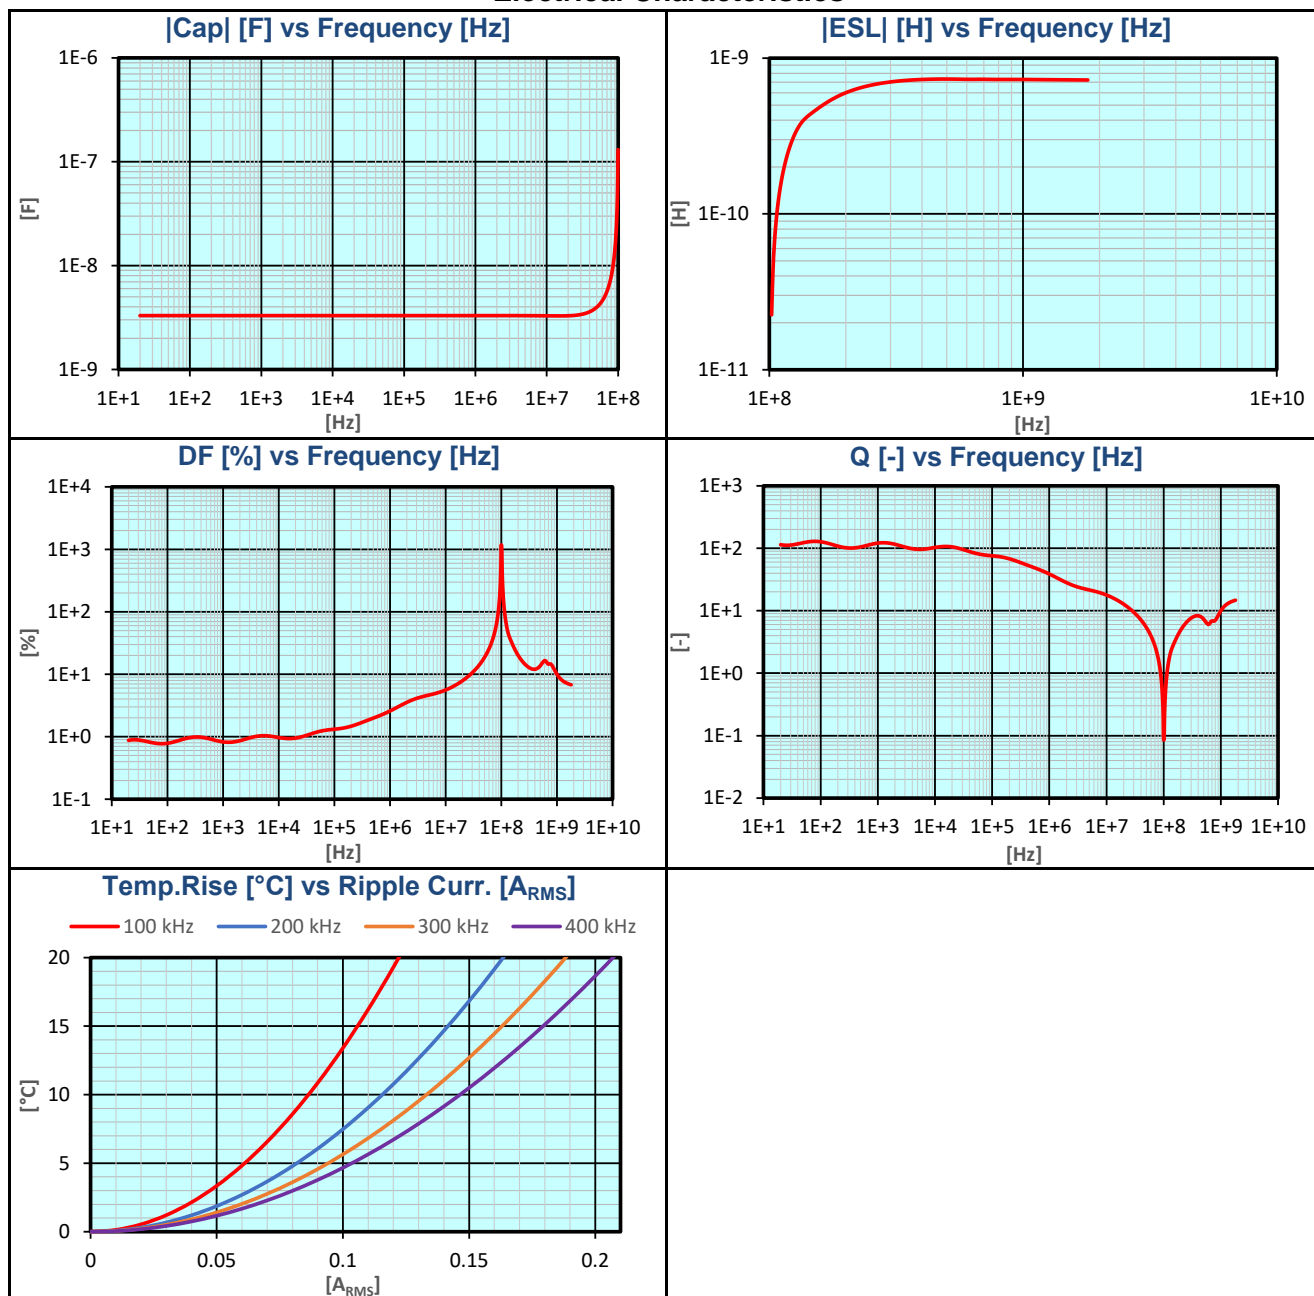 |Cap| [F] vs Frequency [Hz]
1E-6
1E-7
1E-8
1E-9
[F]
1E+1 1E+2 1E+3 1E+4 1E+5 1E+6 1E+7 1E+8
[Hz]
|ESL| [H] vs Frequency [Hz]
1E-9
1E-10
1E-11
[H]
1E+8 1E+9 1E+10
[Hz]
DF [%] vs Frequency [Hz]
1E+4
1E+3
1E+2
1E+1
1E+0
1E-1
[%]
1E+1 1E+2 1E+3 1E+4 1E+5 1E+6 1E+7 1E+8 1E+9 1E+10
[Hz]
Q [-] vs Frequency [Hz]
1E+3
1E+2
1E+1
1E+0
1E-1
1E-2
[-]
1E+1 1E+2 1E+3 1E+4 1E+5 1E+6 1E+7 1E+8 1E+9 1E+10
[Hz]
Temp.Rise [°C] vs Ripple Curr. [ARMS]
100 kHz 200 kHz 300 kHz 400 kHz
20
15
10
5
0
[°C]
0 0.05 0.1 0.15 0.2
[ARMS]